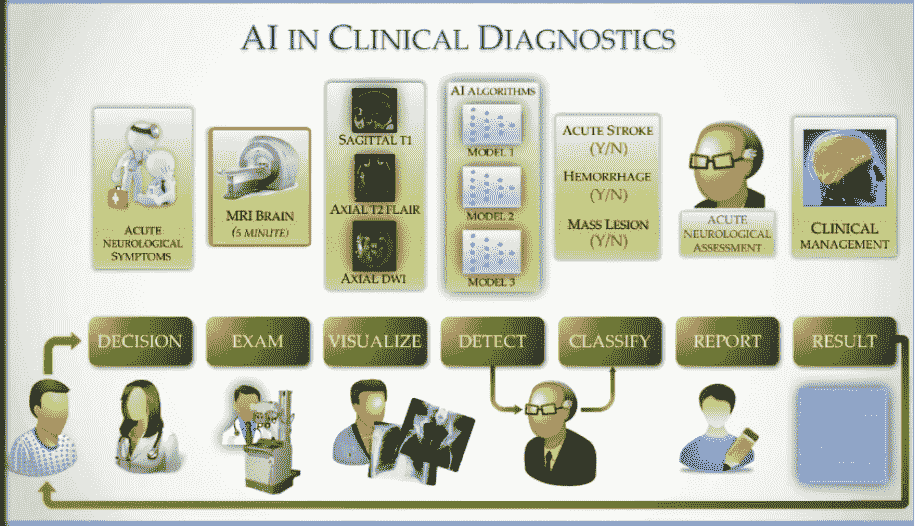 AI IN CLINICAL DIAGNOSTICS
ACUTE
NEUROLOGICAL
SYMPTOMS
MRI BRAIN
(5 MINUTE)
SAGITTAL T1
AXIAL T2 FLAIR
AXIAL DWI
AI ALGORITHMS
MODEL 1
MODEL 2
MODEL 3
ACUTE STROKE
(Y/N)
HEMORRHAGE
(Y/N)
MASS LESION
(Y/N)
ACUTE
NEUROLOGICAL
ASSESSMENT
CLINICAL
MANAGEMENT
DECISION
EXAM
VISUALIZE
DETECT
CLASSIFY
REPORT
RESULT